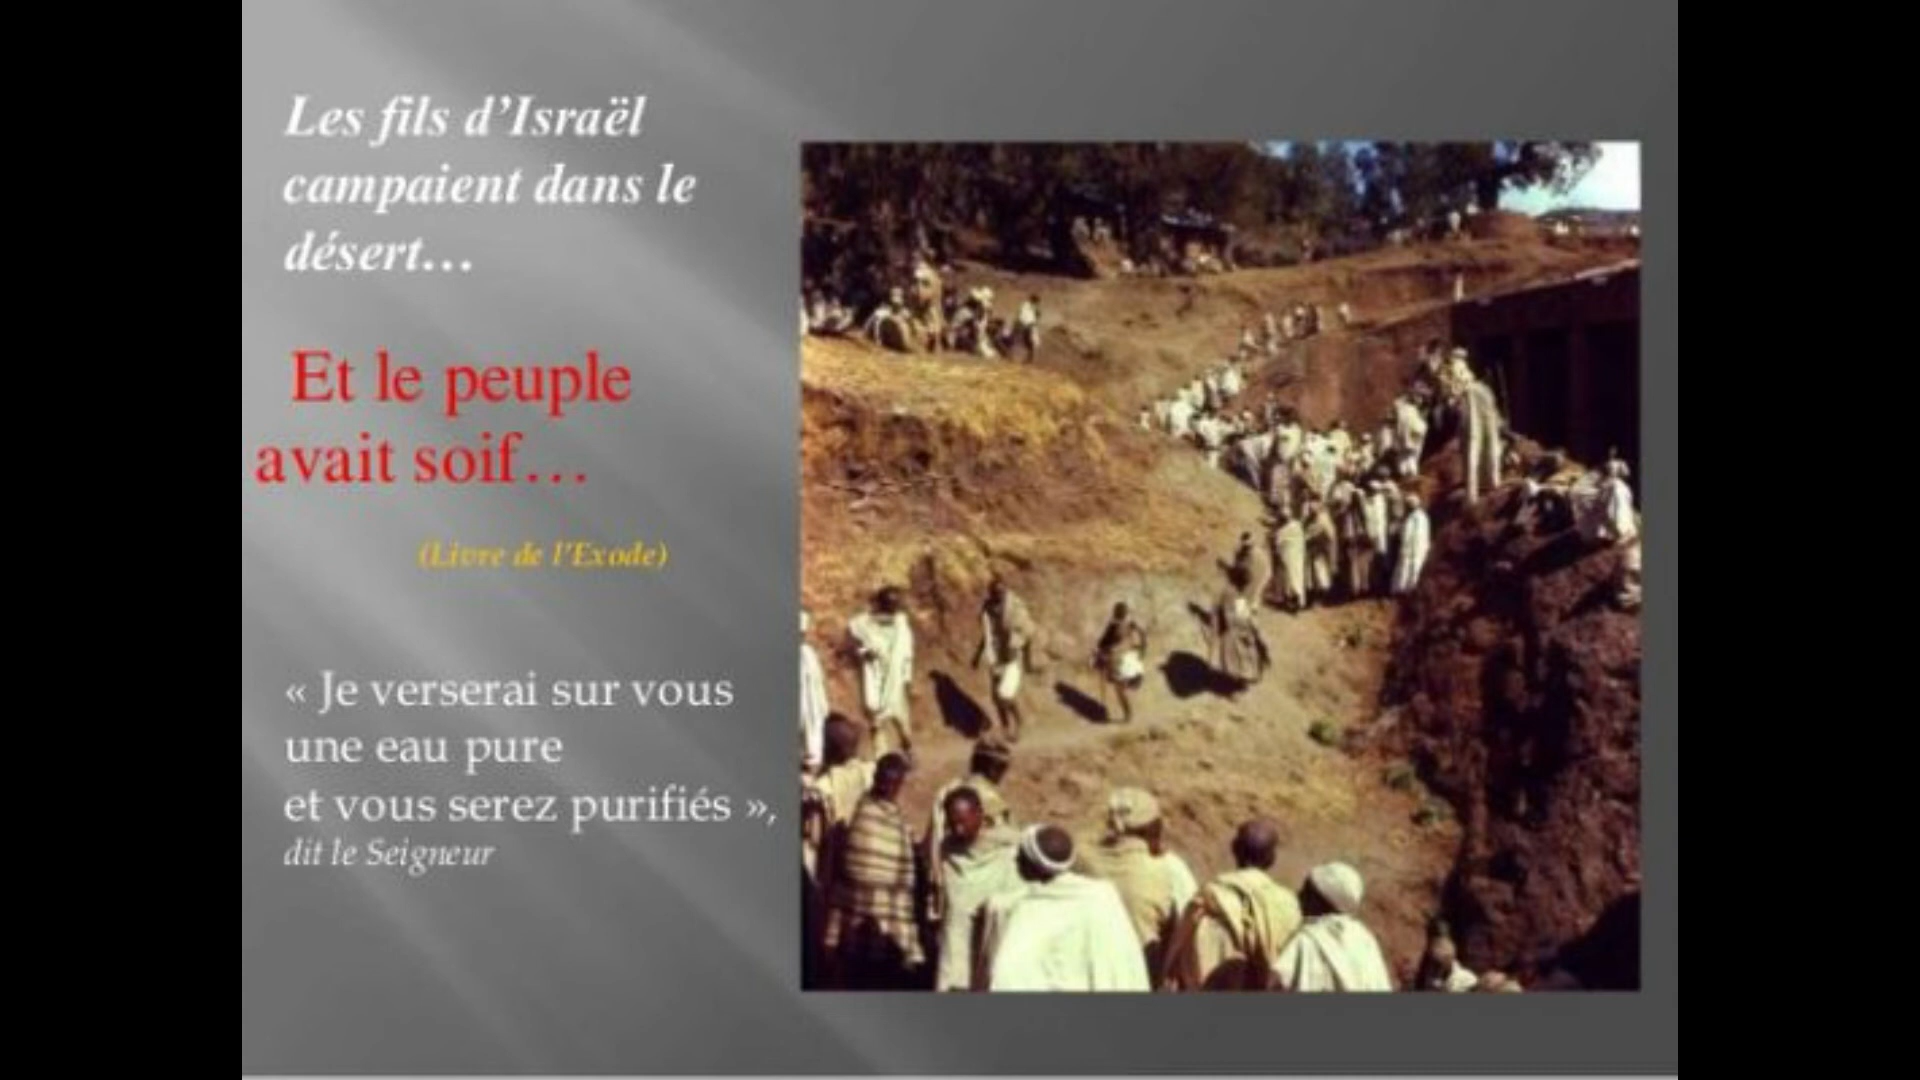 Les fils d’Israël
campaient dans le
désert…
Et le peuple
avait soif…
(Livre de l’Exode)
« Je verserai sur vous
une eau pure
et vous serez purifiés »,
dit le Seigneur